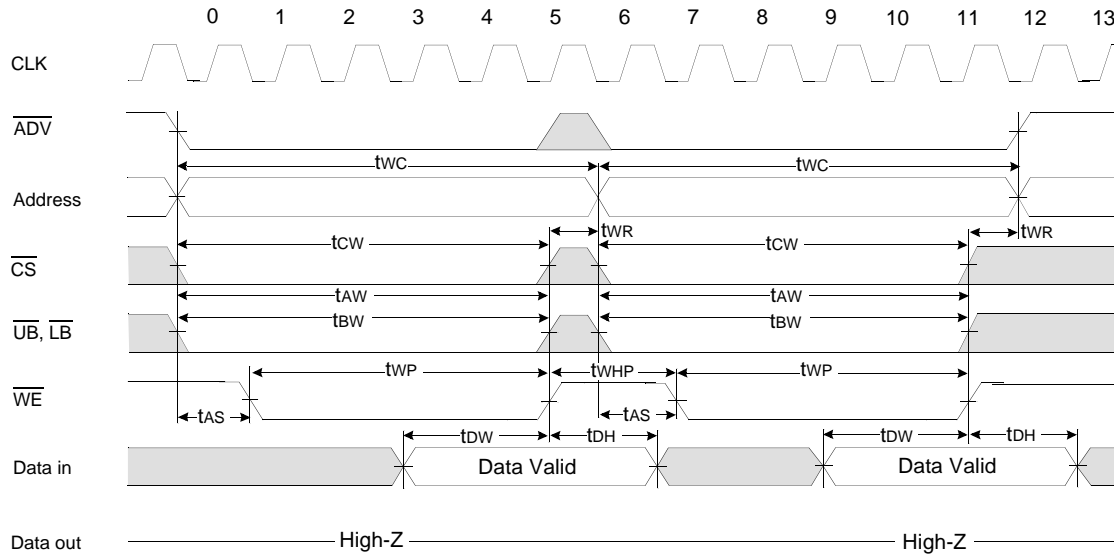 0 1 2 3 4 5 6 7 8 9 10 11 12 13
CLK
ADV
tWC tWC
Address
tWR tWR
tCW tCW
CS
tAW tAW
tBW tBW
UB, LB
tWP tWHP tWP
WE
tAS tAS
tDW tDH tDW tDH
Data in Data Valid Data Valid
Data out High-Z High-Z